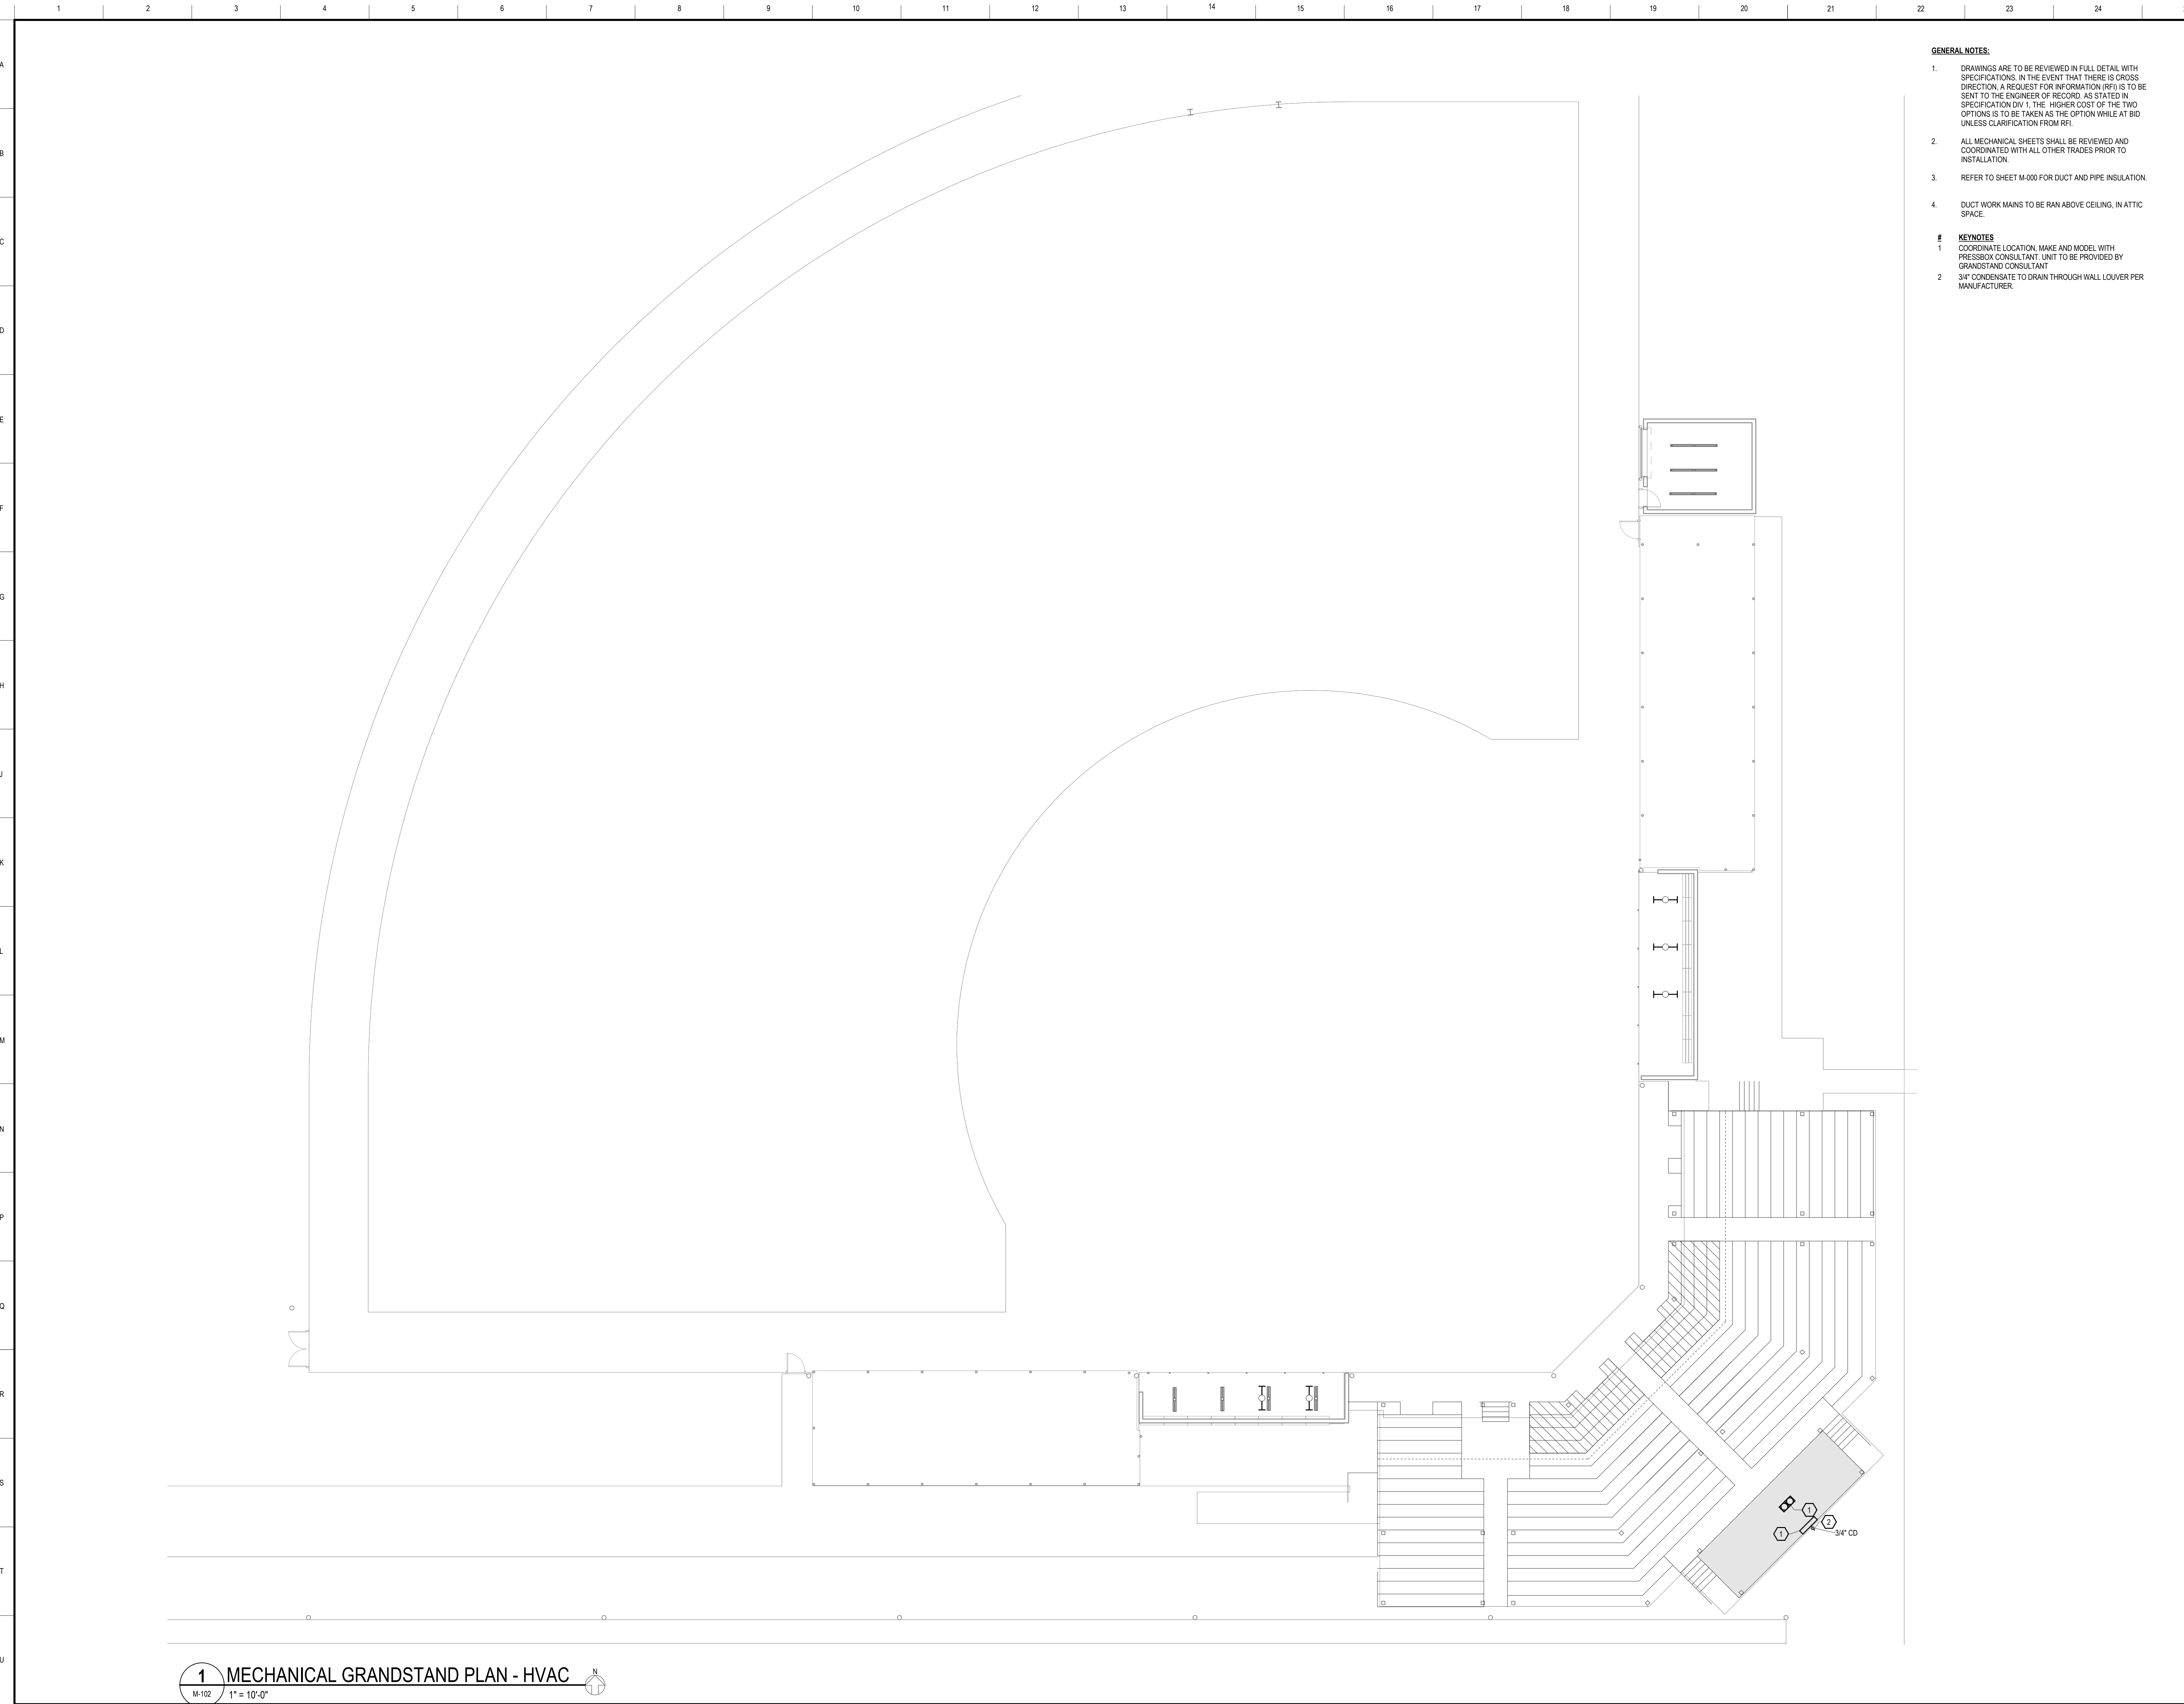 1 2 3 4 5 6 7 8 9 10 11 12 13 14 15 16 17 18 19 20 21 22 23 24
A
B
C
D
E
F
G
H
J
K
L
M
N
P
Q
R
S
T
U
GENERAL NOTES:
1. DRAWINGS ARE TO BE REVIEWED IN FULL DETAIL WITH
SPECIFICATIONS. IN THE EVENT THAT THERE IS CROSS
DIRECTION, A REQUEST FOR INFORMATION (RFI) IS TO BE
SENT TO THE ENGINEER OF RECORD. AS STATED IN
SPECIFICATION DIV 1, THE HIGHER COST OF THE TWO
OPTIONS IS TO BE TAKEN AS THE OPTION WHILE AT BID
UNLESS CLARIFICATION FROM RFI.
2. ALL MECHANICAL SHEETS SHALL BE REVIEWED AND
COORDINATED WITH ALL OTHER TRADES PRIOR TO
INSTALLATION.
3. REFER TO SHEET M-000 FOR DUCT AND PIPE INSULATION.
4. DUCT WORK MAINS TO BE RAN ABOVE CEILING, IN ATTIC
SPACE.
# KEYNOTES
1 COORDINATE LOCATION, MAKE AND MODEL WITH
PRESSBOX CONSULTANT. UNIT TO BE PROVIDED BY
GRANDSTAND CONSULTANT
2 3/4" CONDENSATE TO DRAIN THROUGH WALL LOUVER PER
MANUFACTURER.
1
2
1
3/4" CD
1 MECHANICAL GRANDSTAND PLAN - HVAC
N
M-102 1" = 10'-0"